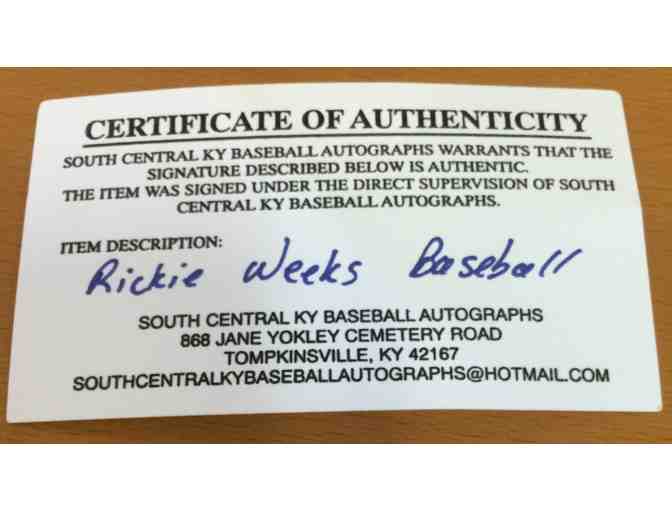 CERTIFICATE OF AUTHENTICITY
SOUTH CENTRAL KY BASEBALL AUTOGRAPHS WARRANTS THAT THE
SIGNATURE DESCRIBED BELOW IS AUTHENTIC.
THE ITEM WAS SIGNED UNDER THE DIRECT SUPERVISION OF SOUTH
CENTRAL KY BASEBALL AUTOGRAPHS.
ITEM DESCRIPTION:
Rickie Weeks Baseball
SOUTH CENTRAL KY BASEBALL AUTOGRAPHS
868 JANE YOKLEY CEMETERY ROAD
TOMPKINSVILLE, KY 42167
SOUTHCENTRALKYBASEBALLAUTOGRAPHS@HOTMAIL.COM